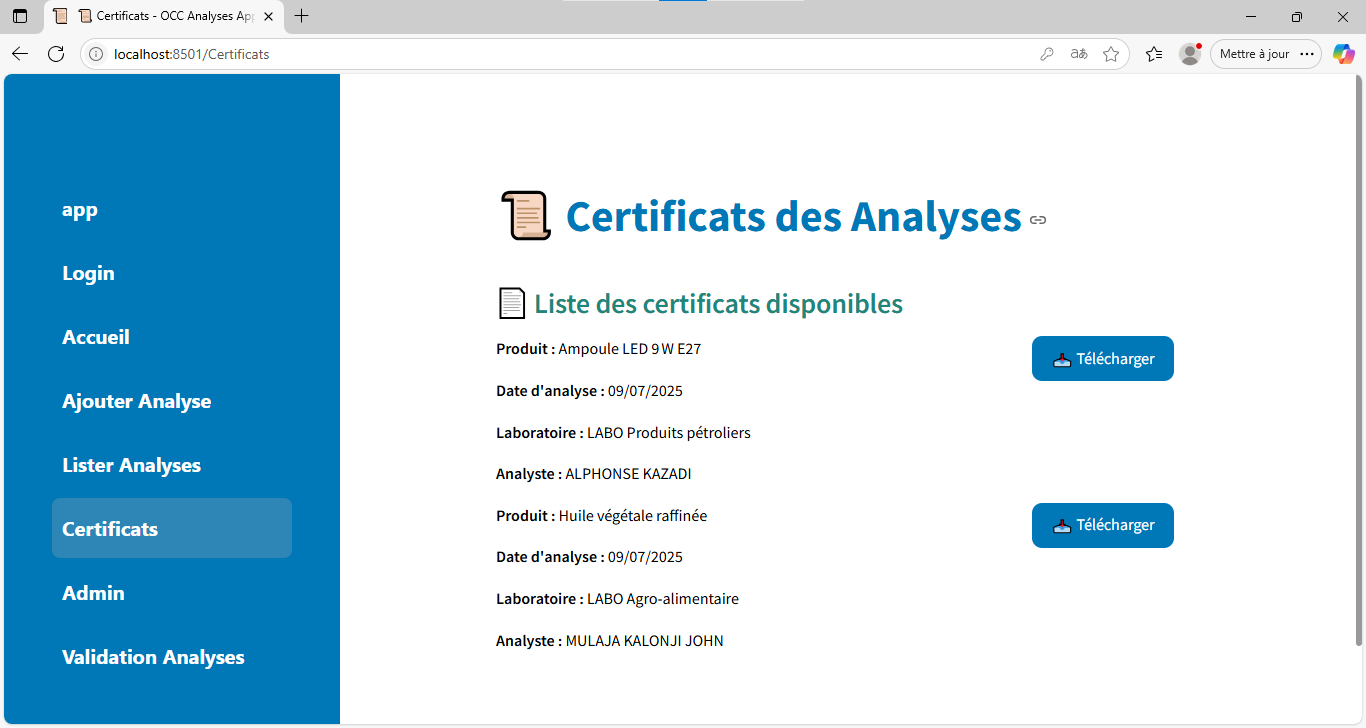 Certificats - OCC Analyses App
localhost:8501/Certificats
Mettre à jour
app
Login
Accueil
Ajouter Analyse
Lister Analyses
Certificats
Admin
Validation Analyses
Certificats des Analyses
Liste des certificats disponibles
Produit : Ampoule LED 9 W E27
Télécharger
Date d'analyse : 09/07/2025
Laboratoire : LABO Produits pétroliers
Analyste : ALPHONSE KAZADI
Produit : Huile végétale raffinée
Télécharger
Date d'analyse : 09/07/2025
Laboratoire : LABO Agro-alimentaire
Analyste : MULAJA KALONJI JOHN